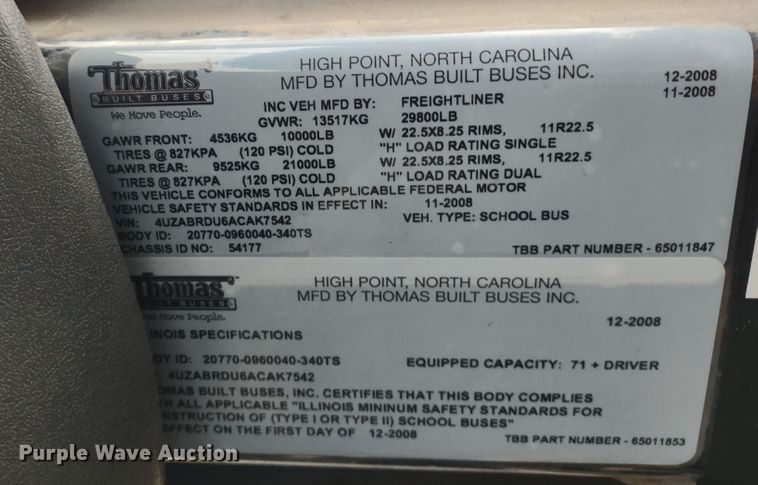 Thomas
BUILT BUSES
We Move People.
HIGH POINT, NORTH CAROLINA
MFD BY THOMAS BUILT BUSES INC.
12-2008
11-2008
INC VEH MFD BY: FREIGHTLINER
GVWR: 13517KG 29800LB
GAWR FRONT: 4536KG 10000LB W/ 22.5X8.25 RIMS, 11R22.5
TIRES @ 827KPA (120 PSI) COLD "H" LOAD RATING SINGLE
GAWR REAR: 9525KG 21000LB W/ 22.5X8.25 RIMS, 11R22.5
TIRES @ 827KPA (120 PSI) COLD "H" LOAD RATING DUAL
THIS VEHICLE CONFORMS TO ALL APPLICABLE FEDERAL MOTOR
VEHICLE SAFETY STANDARDS IN EFFECT IN: 11-2008
VIN: 4UZABRDU6ACAK7542 VEH. TYPE: SCHOOL BUS
BODY ID: 20770-0960040-340TS
CHASSIS ID NO: 54177 TBB PART NUMBER - 65011847
Thomas
BUILT BUSES
We Move People.
HIGH POINT, NORTH CAROLINA
MFD BY THOMAS BUILT BUSES INC.
12-2008
LINOIS SPECIFICATIONS
DY ID: 20770-0960040-340TS EQUIPPED CAPACITY: 71 + DRIVER
: 4UZABRDU6ACAK7542
OMAS BUILT BUSES, INC. CERTIFIES THAT THIS BODY COMPLIES
TH ALL APPLICABLE "ILLINOIS MININUM SAFETY STANDARDS FOR
NSTRUCTION OF (TYPE I OR TYPE II) SCHOOL BUSES"
EFFECT ON THE FIRST DAY OF 12-2008
TBB PART NUMBER - 65011853
Purple Wave Auction